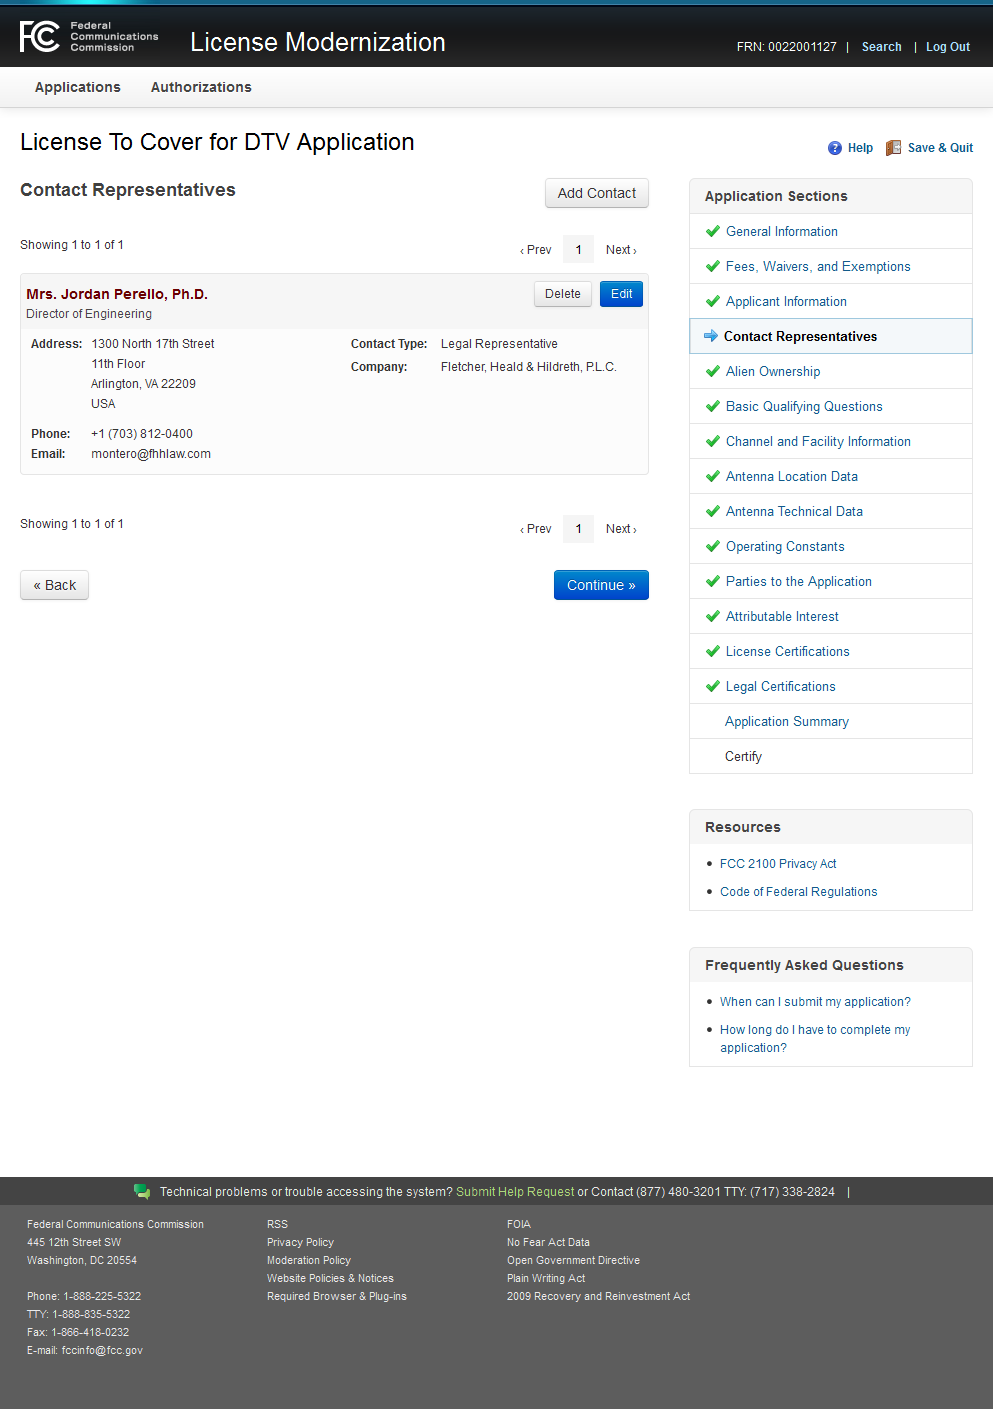 FCC Federal Communications Commission
License Modernization
FRN: 0022001127 | Search | Log Out
Applications Authorizations
License To Cover for DTV Application
Help Save & Quit
Contact Representatives
Add Contact
Showing 1 to 1 of 1
‹ Prev 1 Next ›
Mrs. Jordan Perello, Ph.D.
Director of Engineering
Delete Edit
Address: 1300 North 17th Street
11th Floor
Arlington, VA 22209
USA
Phone: +1 (703) 812-0400
Email: montero@fhhlaw.com
Contact Type: Legal Representative
Company: Fletcher, Heald & Hildreth, P.L.C.
Showing 1 to 1 of 1
‹ Prev 1 Next ›
« Back
Continue »
Application Sections
General Information
Fees, Waivers, and Exemptions
Applicant Information
Contact Representatives
Alien Ownership
Basic Qualifying Questions
Channel and Facility Information
Antenna Location Data
Antenna Technical Data
Operating Constants
Parties to the Application
Attributable Interest
License Certifications
Legal Certifications
Application Summary
Certify
Resources
• FCC 2100 Privacy Act
• Code of Federal Regulations
Frequently Asked Questions
• When can I submit my application?
• How long do I have to complete my
application?
Technical problems or trouble accessing the system? Submit Help Request or Contact (877) 480-3201 TTY: (717) 338-2824 |
Federal Communications Commission
445 12th Street SW
Washington, DC 20554
Phone: 1-888-225-5322
TTY: 1-888-835-5322
Fax: 1-866-418-0232
E-mail: fccinfo@fcc.gov
RSS
Privacy Policy
Moderation Policy
Website Policies & Notices
Required Browser & Plug-ins
FOIA
No Fear Act Data
Open Government Directive
Plain Writing Act
2009 Recovery and Reinvestment Act